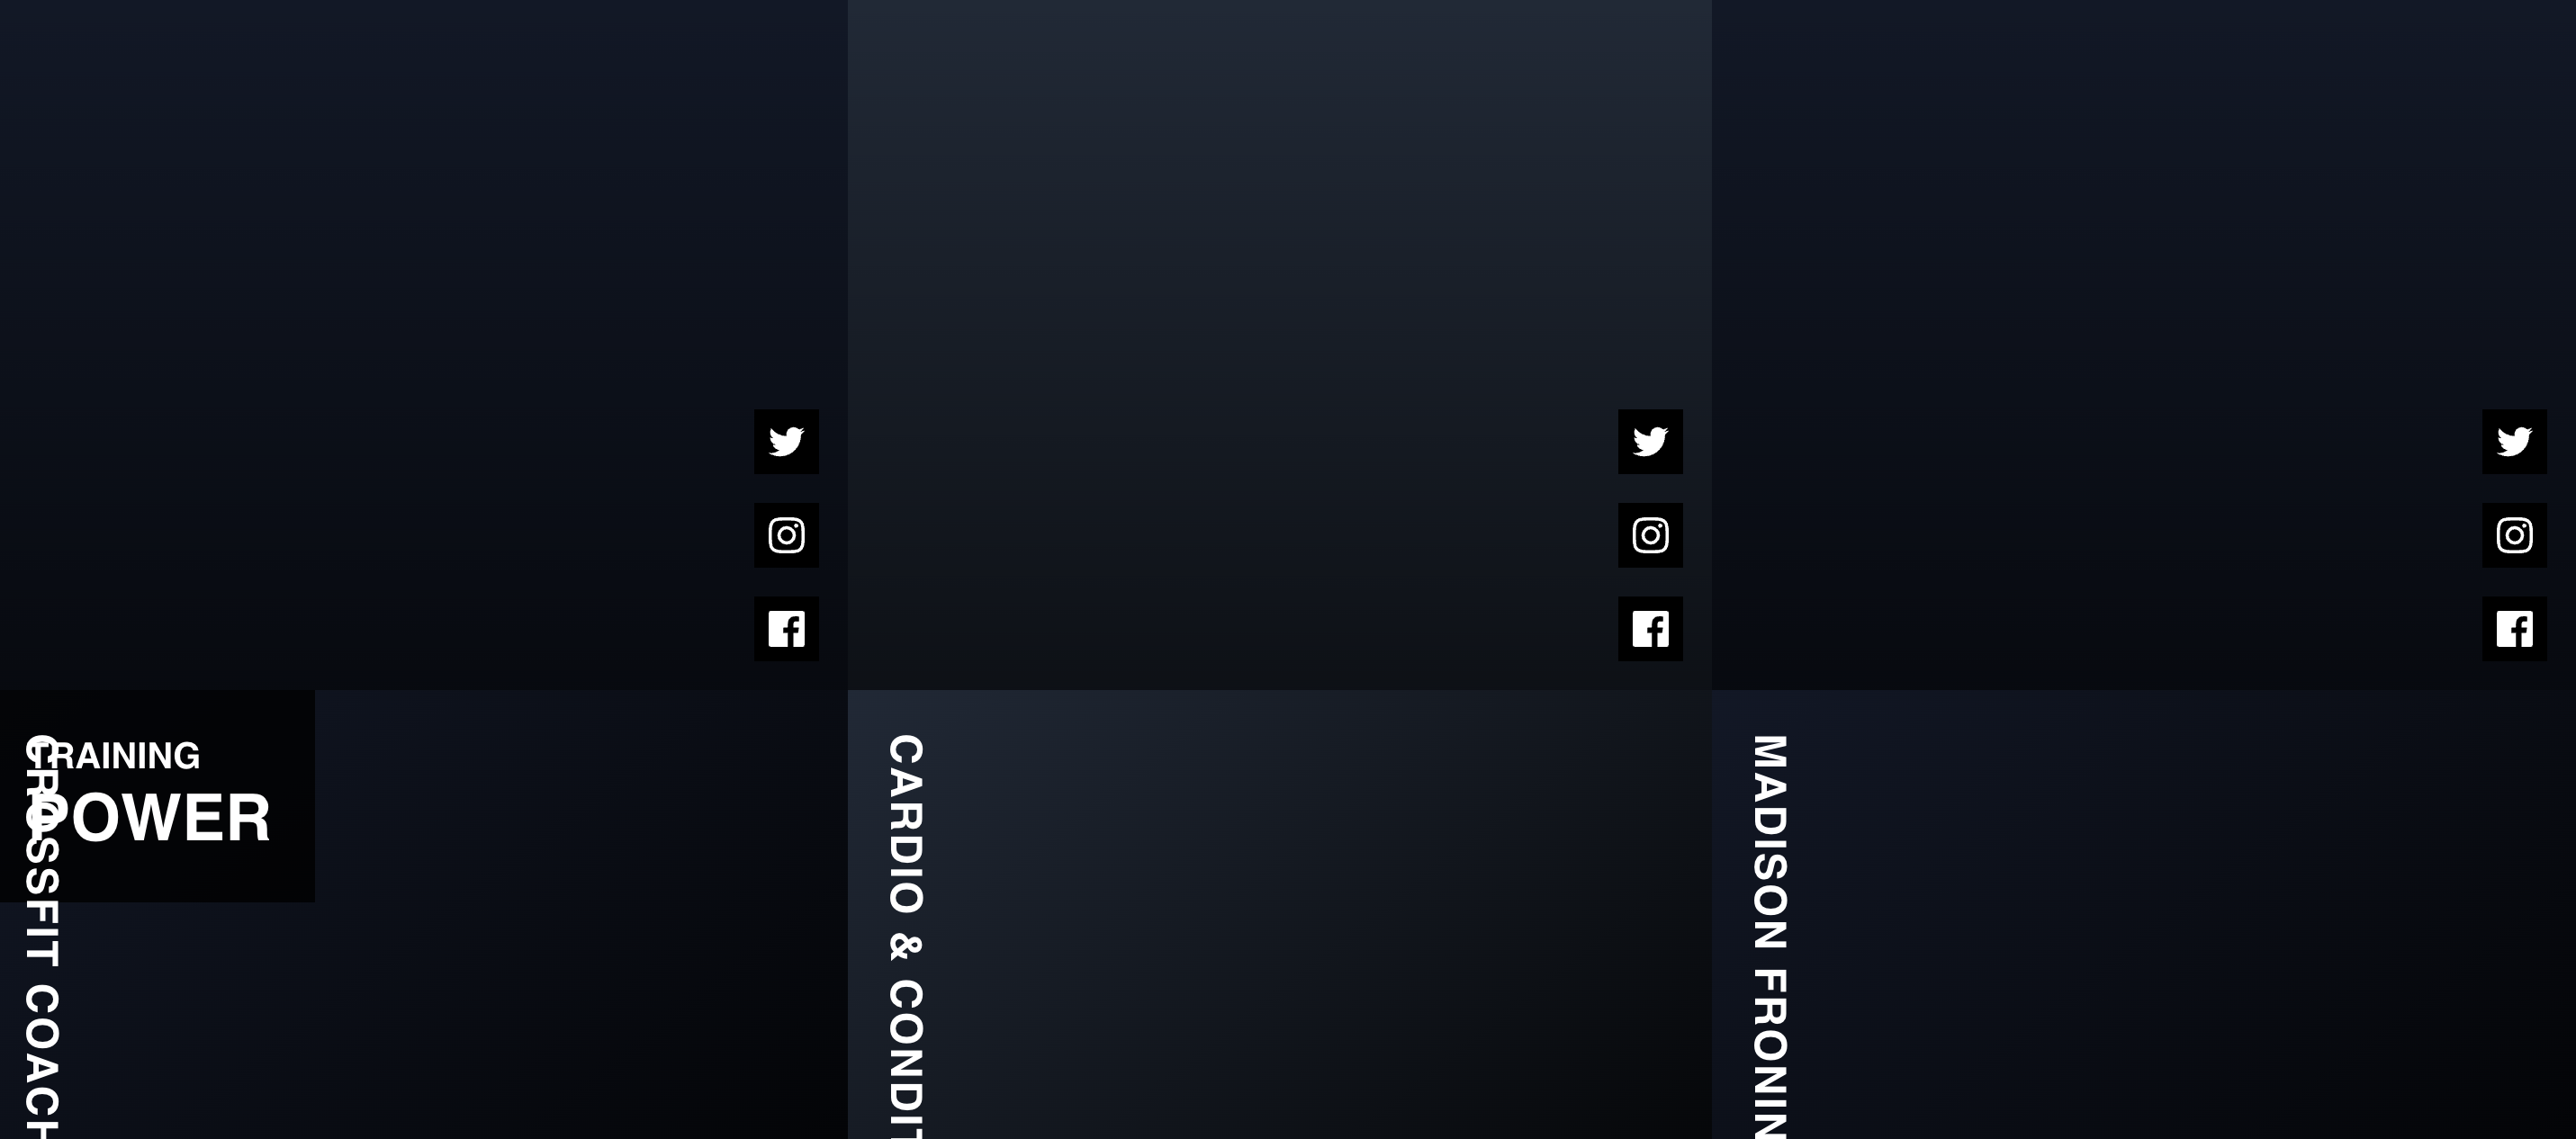 TRAINING
POWER
CROSSFIT COACH
CARDIO & CONDIT
MADISON FRONIN